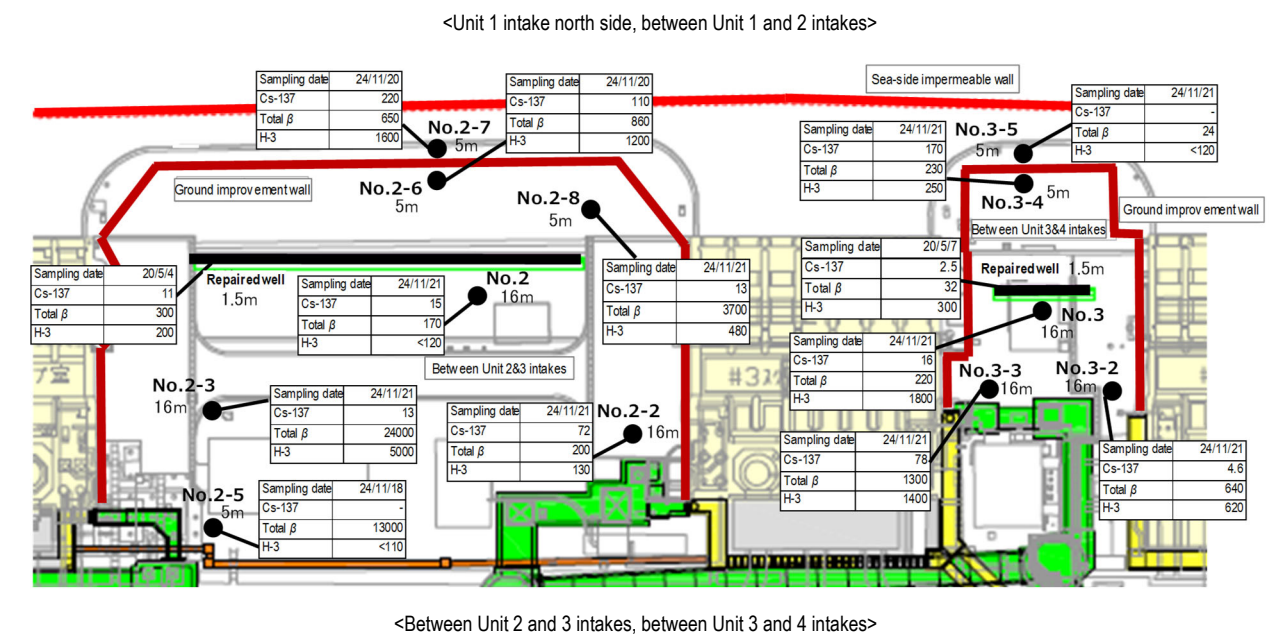 <Unit 1 intake north side, between Unit 1 and 2 intakes>
Sampling date 24/11/20
Cs-137 220
Total β 650
H-3 1600
Sampling date 24/11/20
Cs-137 110
Total β 860
H-3 1200
Sea-side impermeable wall
Sampling date 24/11/21
Cs-137 -
Total β 24
H-3 <120
No.2-7
5m
Sampling date 24/11/21
Cs-137 170
Total β 230
H-3 250
No.3-5
5m
Ground improvement wall
No.2-6
5m
No.2-8
5m
5m
No.3-4
Ground improvement wall
Between Unit 3&4 intakes
Sampling date 20/5/4
Cs-137 11
Total β 300
H-3 200
Repaired well
1.5m
Sampling date 24/11/21
Cs-137 15
Total β 170
H-3 <120
No.2
16m
Sampling date 24/11/21
Cs-137 13
Total β 3700
H-3 480
Sampling date 20/5/7
Cs-137 2.5
Total β 32
H-3 300
Repaired well 1.5m
No.3
16m
Between Unit 2&3 intakes
Sampling date 24/11/21
Cs-137 16
Total β 220
H-3 1800
No.2-3
16m
Sampling date 24/11/21
Cs-137 13
Total β 24000
H-3 5000
Sampling date 24/11/21
Cs-137 72
Total β 200
H-3 130
No.2-2
16m
No.3-3
16m
No.3-2
16m
Sampling date 24/11/21
Cs-137 78
Total β 1300
H-3 1400
Sampling date 24/11/21
Cs-137 4.6
Total β 640
H-3 620
No.2-5
5m
Sampling date 24/11/18
Cs-137 -
Total β 13000
H-3 <110
<Between Unit 2 and 3 intakes, between Unit 3 and 4 intakes>